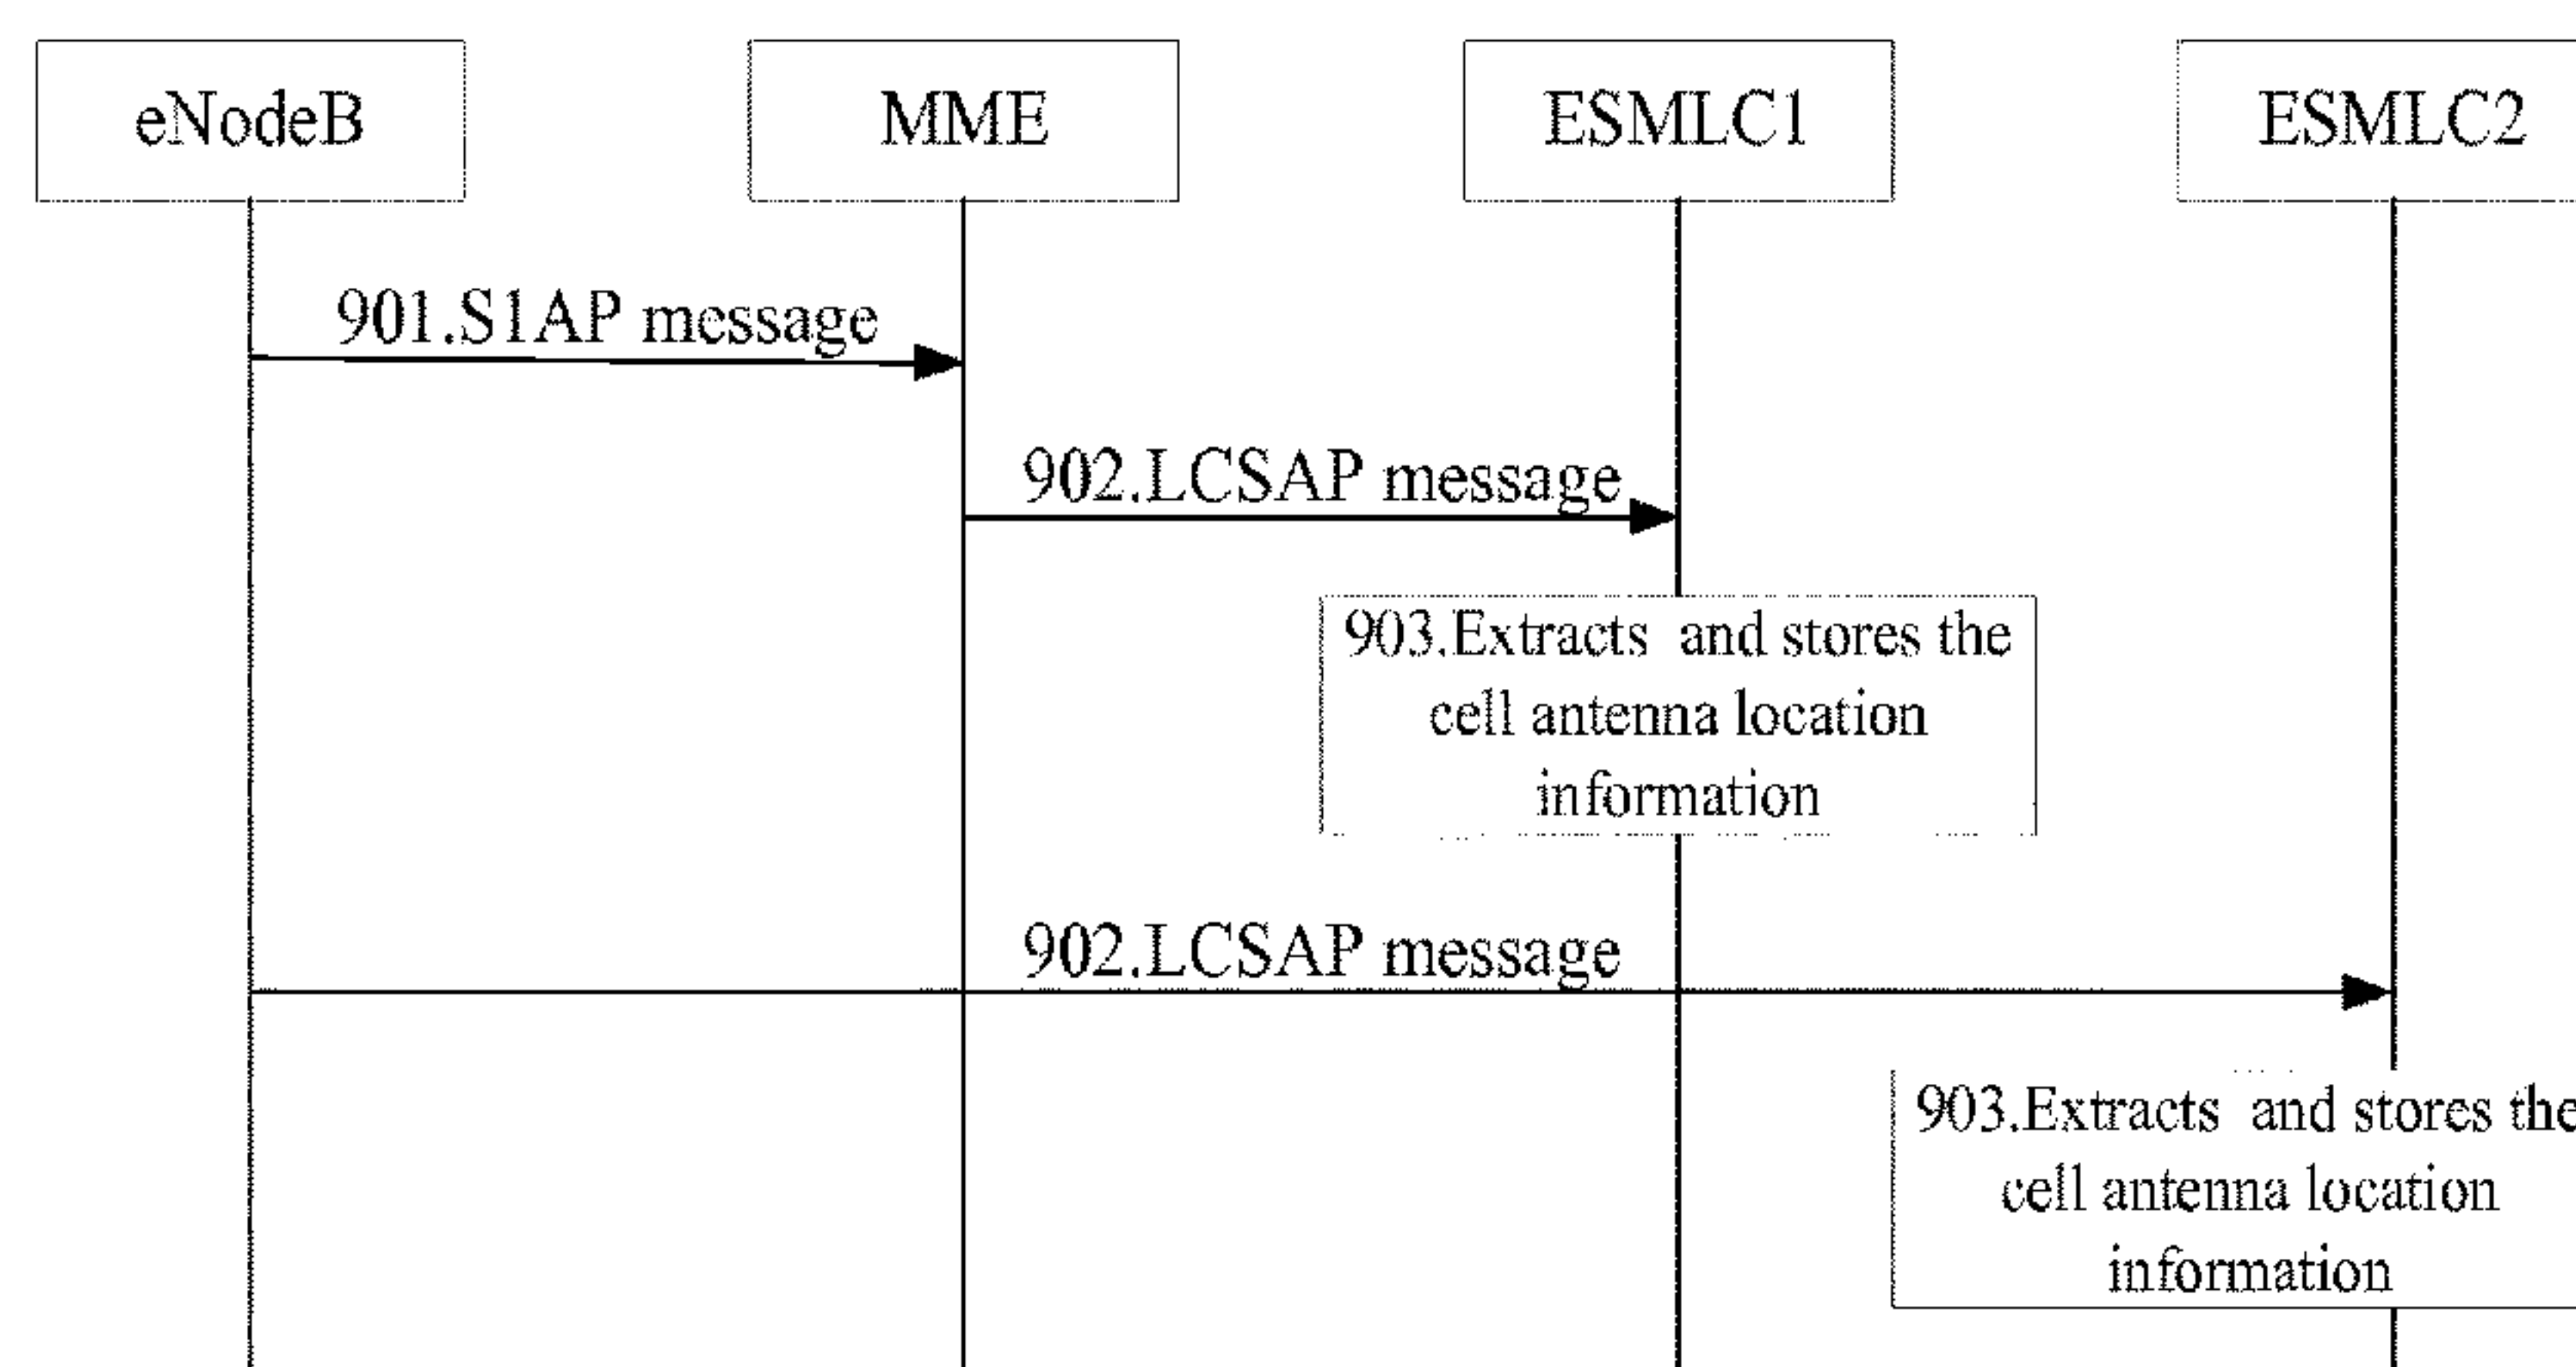 eNodeB MME ESMLC1 ESMLC2
901.S1AP message
902.LCSAP message
903.Extracts and stores the
cell antenna location
information
902.LCSAP message
903.Extracts and stores the
cell antenna location
information